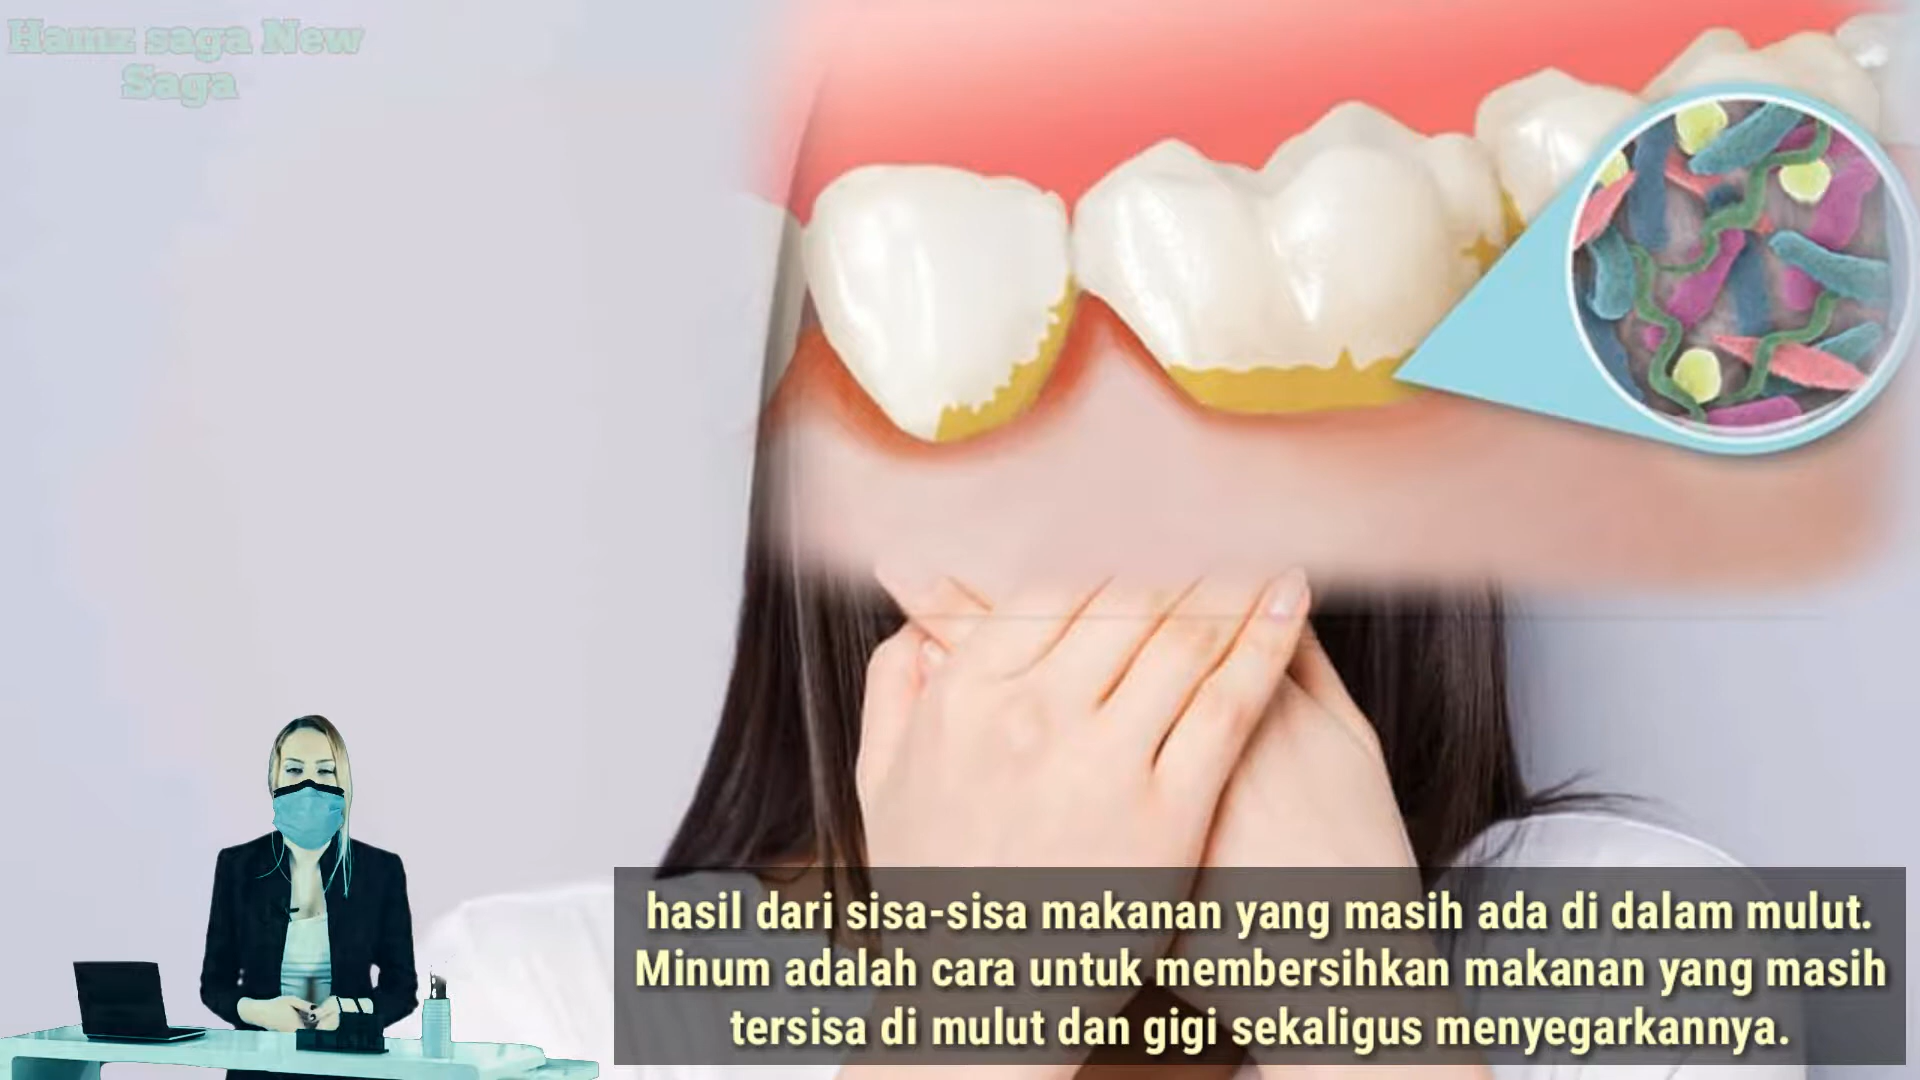 Hamz saga New
Saga
hasil dari sisa-sisa makanan yang masih ada di dalam mulut.
Minum adalah cara untuk membersihkan makanan yang masih
tersisa di mulut dan gigi sekaligus menyegarkannya.